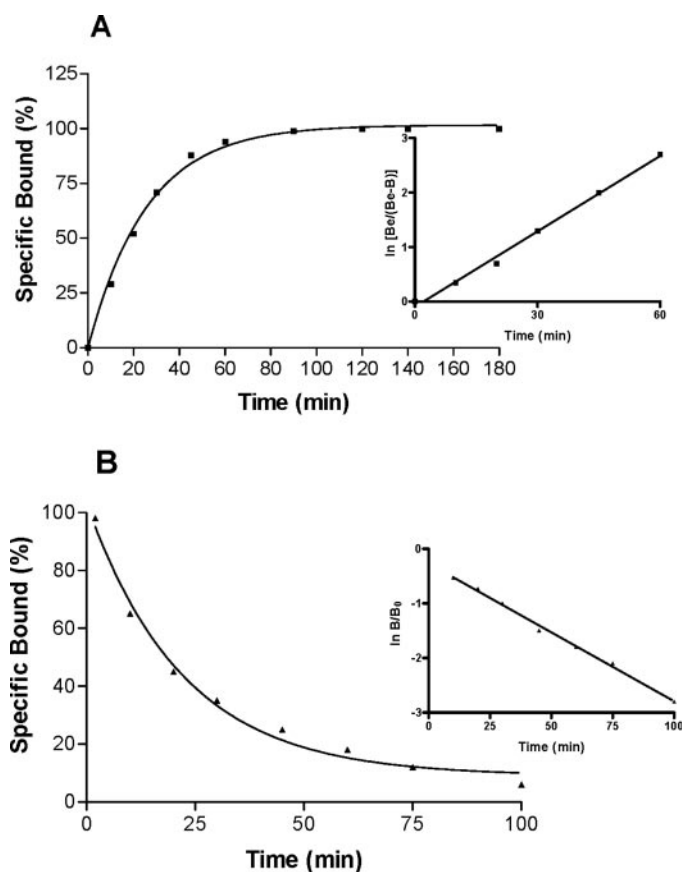 A
Specific Bound (%)
125
100
75
50
25
0
0 20 40 60 80 100 120 140 160 180
Time (min)
ln [Be/(Be-B)]
3
2
1
0
0 30 60
Time (min)
B
Specific Bound (%)
100
80
60
40
20
0
0 25 50 75 100
Time (min)
ln B/B₀
0
-1
-2
-3
0 25 50 75 100
Time (min)